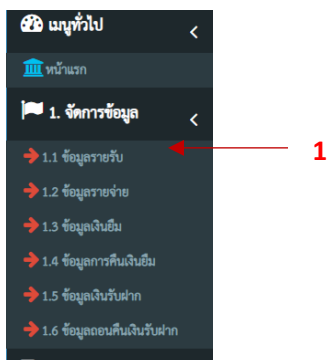 เมนูทั่วไป
หน้าแรก
1. จัดการข้อมูล
1.1 ข้อมูลรายรับ
1
1.2 ข้อมูลรายจ่าย
1.3 ข้อมูลเงินยืม
1.4 ข้อมูลการคืนเงินยืม
1.5 ข้อมูลเงินรับฝาก
1.6 ข้อมูลถอนคืนเงินรับฝาก